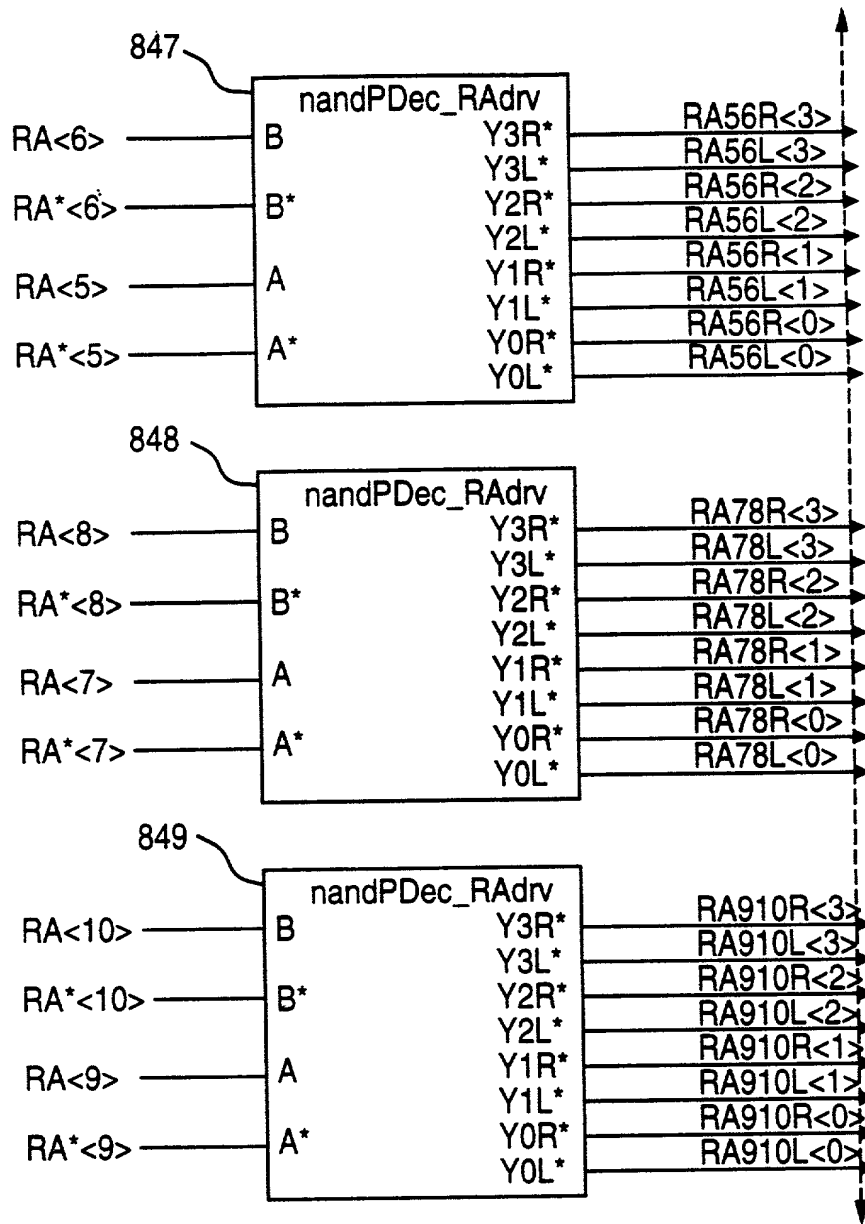 847
nandPDec_RAdrv
RA<6> B Y3R* RA56R<3>
Y3L* RA56L<3>
RA*<6> B* Y2R* RA56R<2>
Y2L* RA56L<2>
RA<5> A Y1R* RA56R<1>
Y1L* RA56L<1>
RA*<5> A* Y0R* RA56R<0>
Y0L* RA56L<0>
848
nandPDec_RAdrv
RA<8> B Y3R* RA78R<3>
Y3L* RA78L<3>
RA*<8> B* Y2R* RA78R<2>
Y2L* RA78L<2>
RA<7> A Y1R* RA78R<1>
Y1L* RA78L<1>
RA*<7> A* Y0R* RA78R<0>
Y0L* RA78L<0>
849
nandPDec_RAdrv
RA<10> B Y3R* RA910R<3>
Y3L* RA910L<3>
RA*<10> B* Y2R* RA910R<2>
Y2L* RA910L<2>
RA<9> A Y1R* RA910R<1>
Y1L* RA910L<1>
RA*<9> A* Y0R* RA910R<0>
Y0L* RA910L<0>